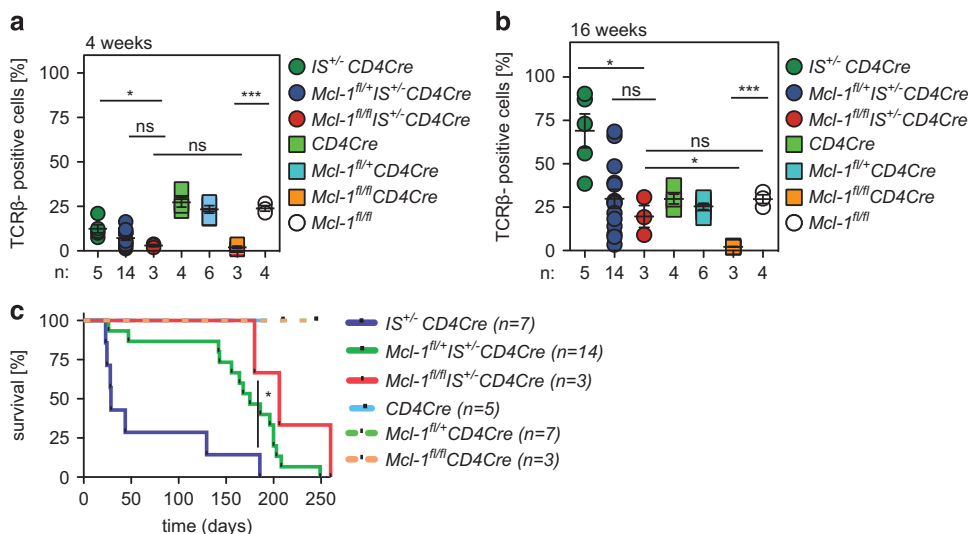 a
4 weeks
TCRβ- positive cells [%]
100
75
50
25
0
*
ns
ns
***
n: 5 14 3 4 6 3 4
IS+/- CD4Cre
Mcl-1fl/+IS+/-CD4Cre
Mcl-1fl/flIS+/-CD4Cre
CD4Cre
Mcl-1fl/+CD4Cre
Mcl-1fl/flCD4Cre
Mcl-1fl/fl
b
16 weeks
TCRβ- positive cells [%]
100
75
50
25
0
*
ns
***
ns
*
n: 5 14 3 4 6 3 4
IS+/- CD4Cre
Mcl-1fl/+IS+/-CD4Cre
Mcl-1fl/flIS+/-CD4Cre
CD4Cre
Mcl-1fl/+CD4Cre
Mcl-1fl/flCD4Cre
Mcl-1fl/fl
c
survival [%]
100
75
50
25
0
*
0 50 100 150 200 250
time (days)
IS+/- CD4Cre (n=7)
Mcl-1fl/+IS+/-CD4Cre (n=14)
Mcl-1fl/flIS+/-CD4Cre (n=3)
CD4Cre (n=5)
Mcl-1fl/+CD4Cre (n=7)
Mcl-1fl/flCD4Cre (n=3)